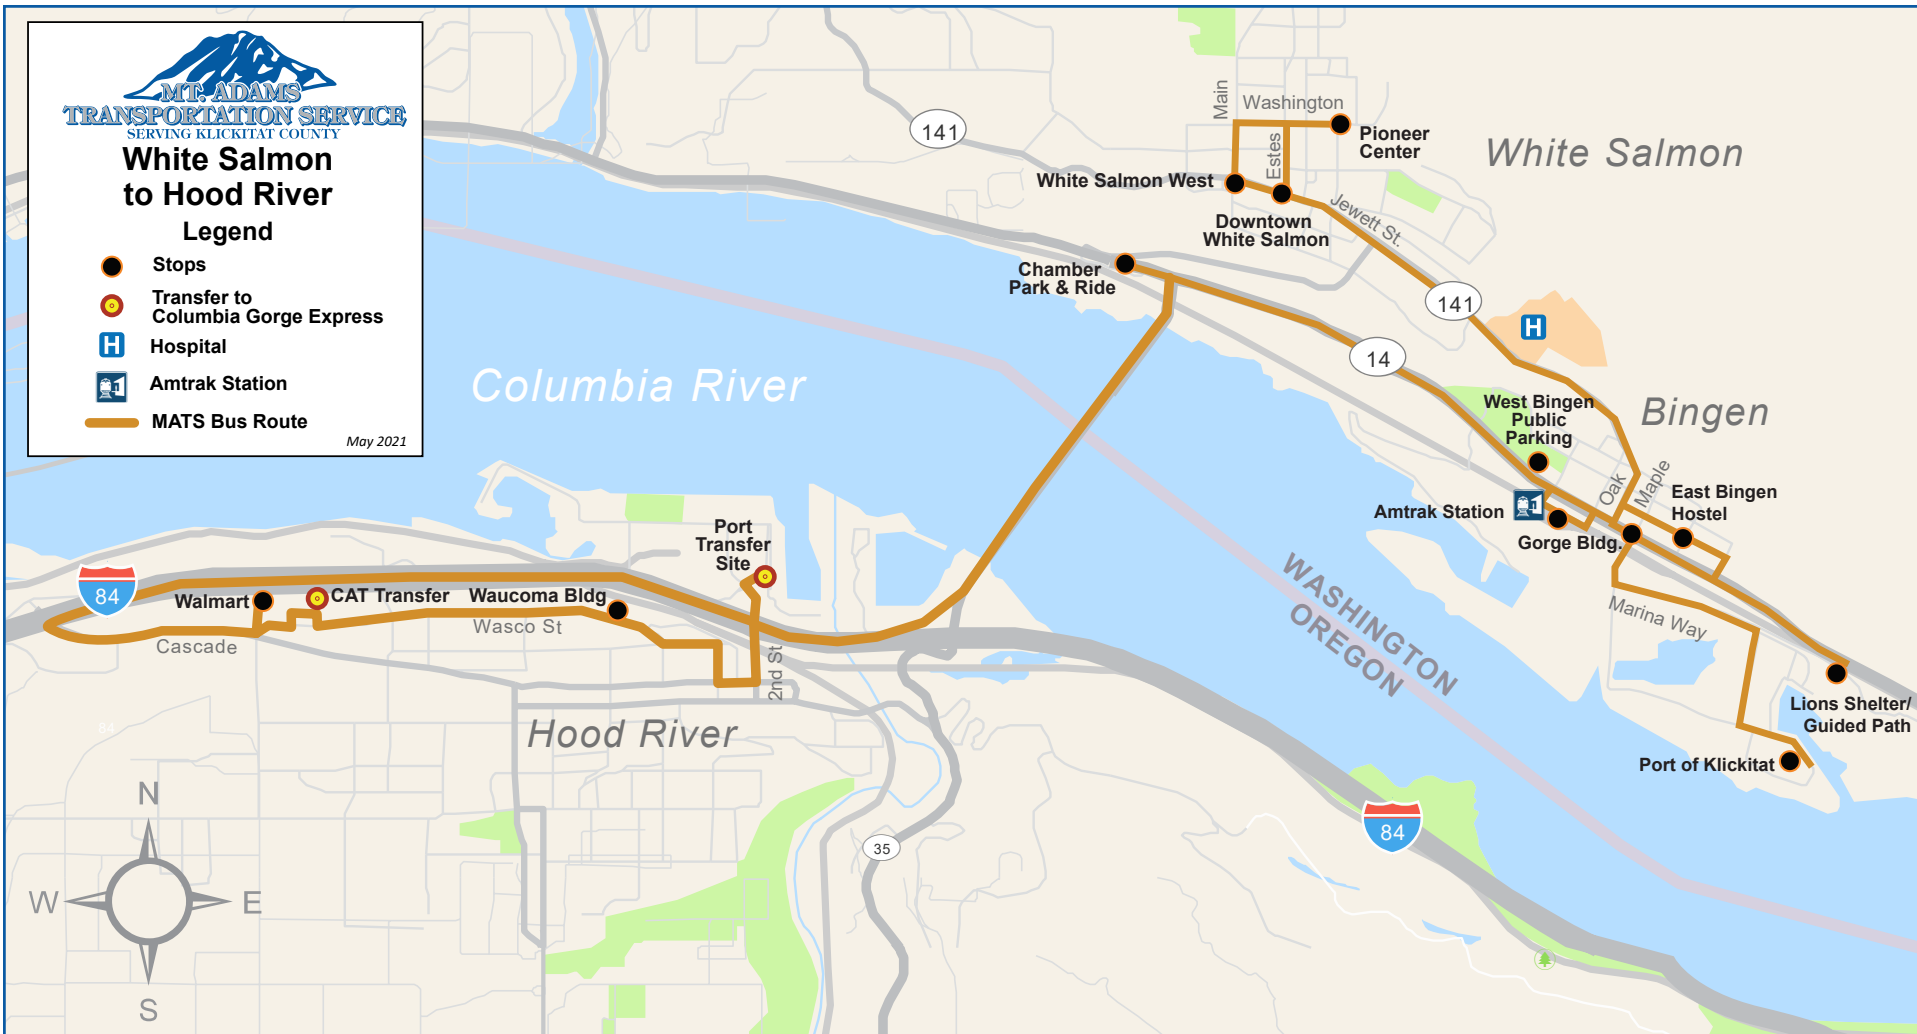 MT. ADAMS
TRANSPORTATION SERVICE
SERVING KLICKITAT COUNTY
White Salmon
to Hood River
Legend
Stops
Transfer to
Columbia Gorge Express
H
Hospital
Amtrak Station
MATS Bus Route
May 2021
141
Main
Washington
Estes
Pioneer
Center
White Salmon
White Salmon West
Downtown
White Salmon
Jewett St.
Chamber
Park & Ride
141
H
14
Columbia River
West Bingen
Public
Parking
Bingen
Oak
Maple
East Bingen
Hostel
Amtrak Station
Gorge Bldg.
Port
Transfer
Site
84
Walmart
CAT Transfer
Waucoma Bldg
Wasco St
Cascade
2nd St
WASHINGTON
OREGON
Marina Way
Lions Shelter/
Guided Path
Port of Klickitat
84
Hood River
35
84
N
W
E
S